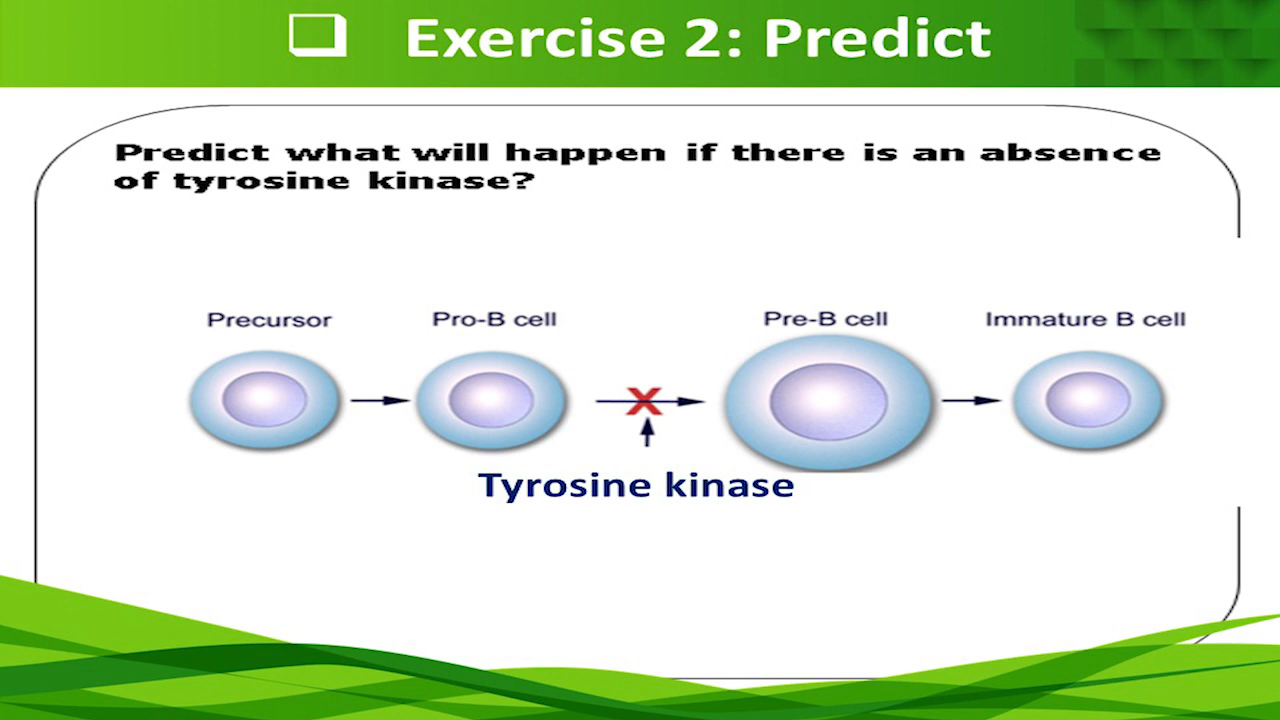 ❑ Exercise 2: Predict
Predict what will happen if there is an absence
of tyrosine kinase?
Precursor Pro-B cell Pre-B cell Immature B cell
X
Tyrosine kinase